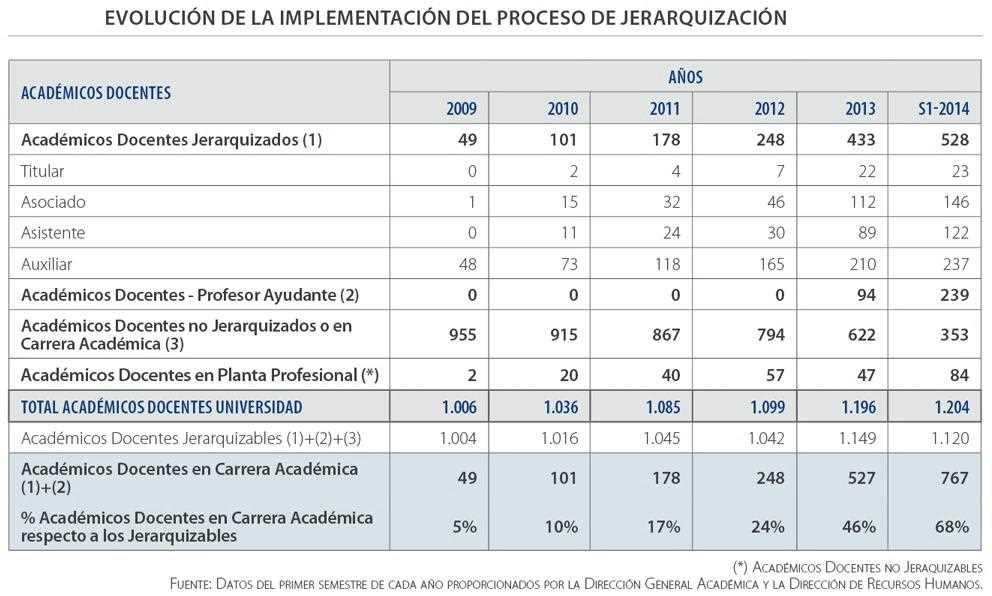 EVOLUCIÓN DE LA IMPLEMENTACIÓN DEL PROCESO DE JERARQUIZACIÓN
ACADÉMICOS DOCENTES
AÑOS
2009 2010 2011 2012 2013 S1-2014
Académicos Docentes Jerarquizados (1) 49 101 178 248 433 528
Titular 0 2 4 7 22 23
Asociado 1 15 32 46 112 146
Asistente 0 11 24 30 89 122
Auxiliar 48 73 118 165 210 237
Académicos Docentes - Profesor Ayudante (2) 0 0 0 0 94 239
Académicos Docentes no Jerarquizados o en
Carrera Académica (3) 955 915 867 794 622 353
Académicos Docentes en Planta Profesional (*) 2 20 40 57 47 84
TOTAL ACADÉMICOS DOCENTES UNIVERSIDAD 1.006 1.036 1.085 1.099 1.196 1.204
Académicos Docentes Jerarquizables (1)+(2)+(3) 1.004 1.016 1.045 1.042 1.149 1.120
Académicos Docentes en Carrera Académica
(1)+(2) 49 101 178 248 527 767
% Académicos Docentes en Carrera Académica
respecto a los Jerarquizables 5% 10% 17% 24% 46% 68%
(*) ACADÉMICOS DOCENTES NO JERAQUIZABLES
FUENTE: DATOS DEL PRIMER SEMESTRE DE CADA AÑO PROPORCIONADOS POR LA DIRECCIÓN GENERAL ACADÉMICA Y LA DIRECCIÓN DE RECURSOS HUMANOS.